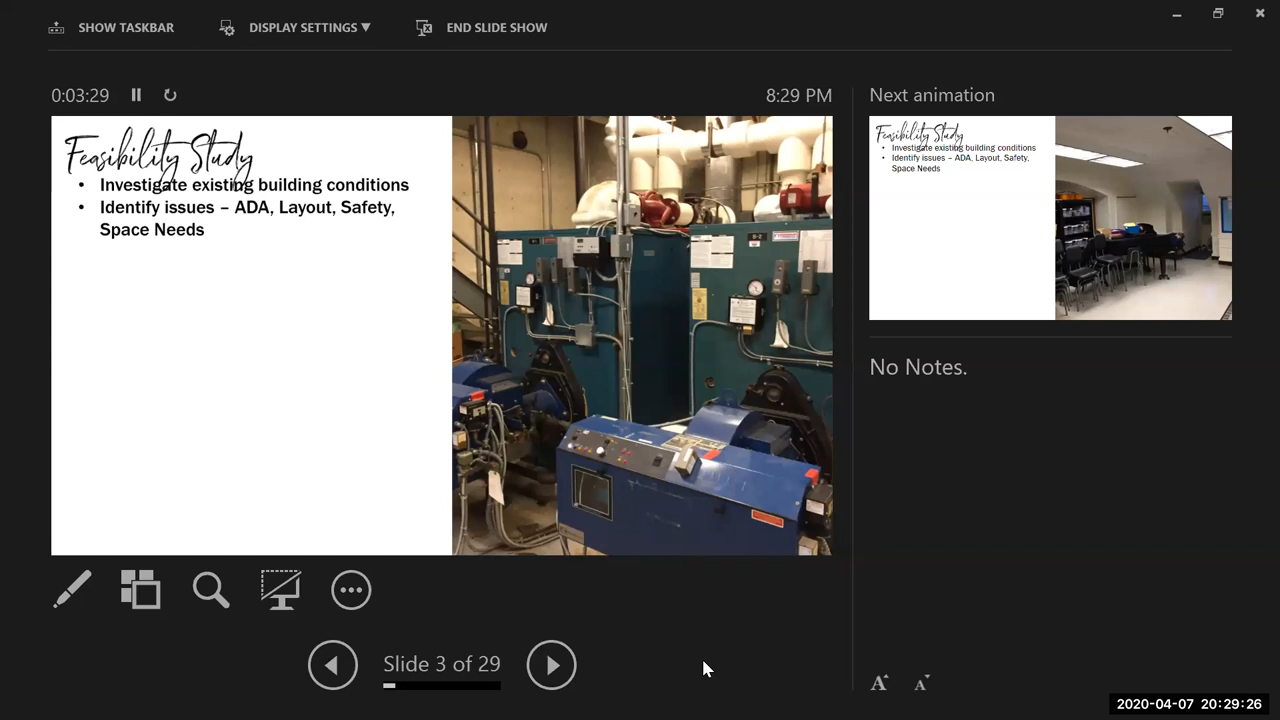 SHOW TASKBAR
DISPLAY SETTINGS ▼
END SLIDE SHOW
0:03:29
8:29 PM
Feasibility Study
• Investigate existing building conditions
• Identify issues – ADA, Layout, Safety,
Space Needs
Next animation
Feasibility Study
• Investigate existing building conditions
• Identify issues – ADA, Layout, Safety,
Space Needs
No Notes.
Slide 3 of 29
A A
2020-04-07 20:29:26